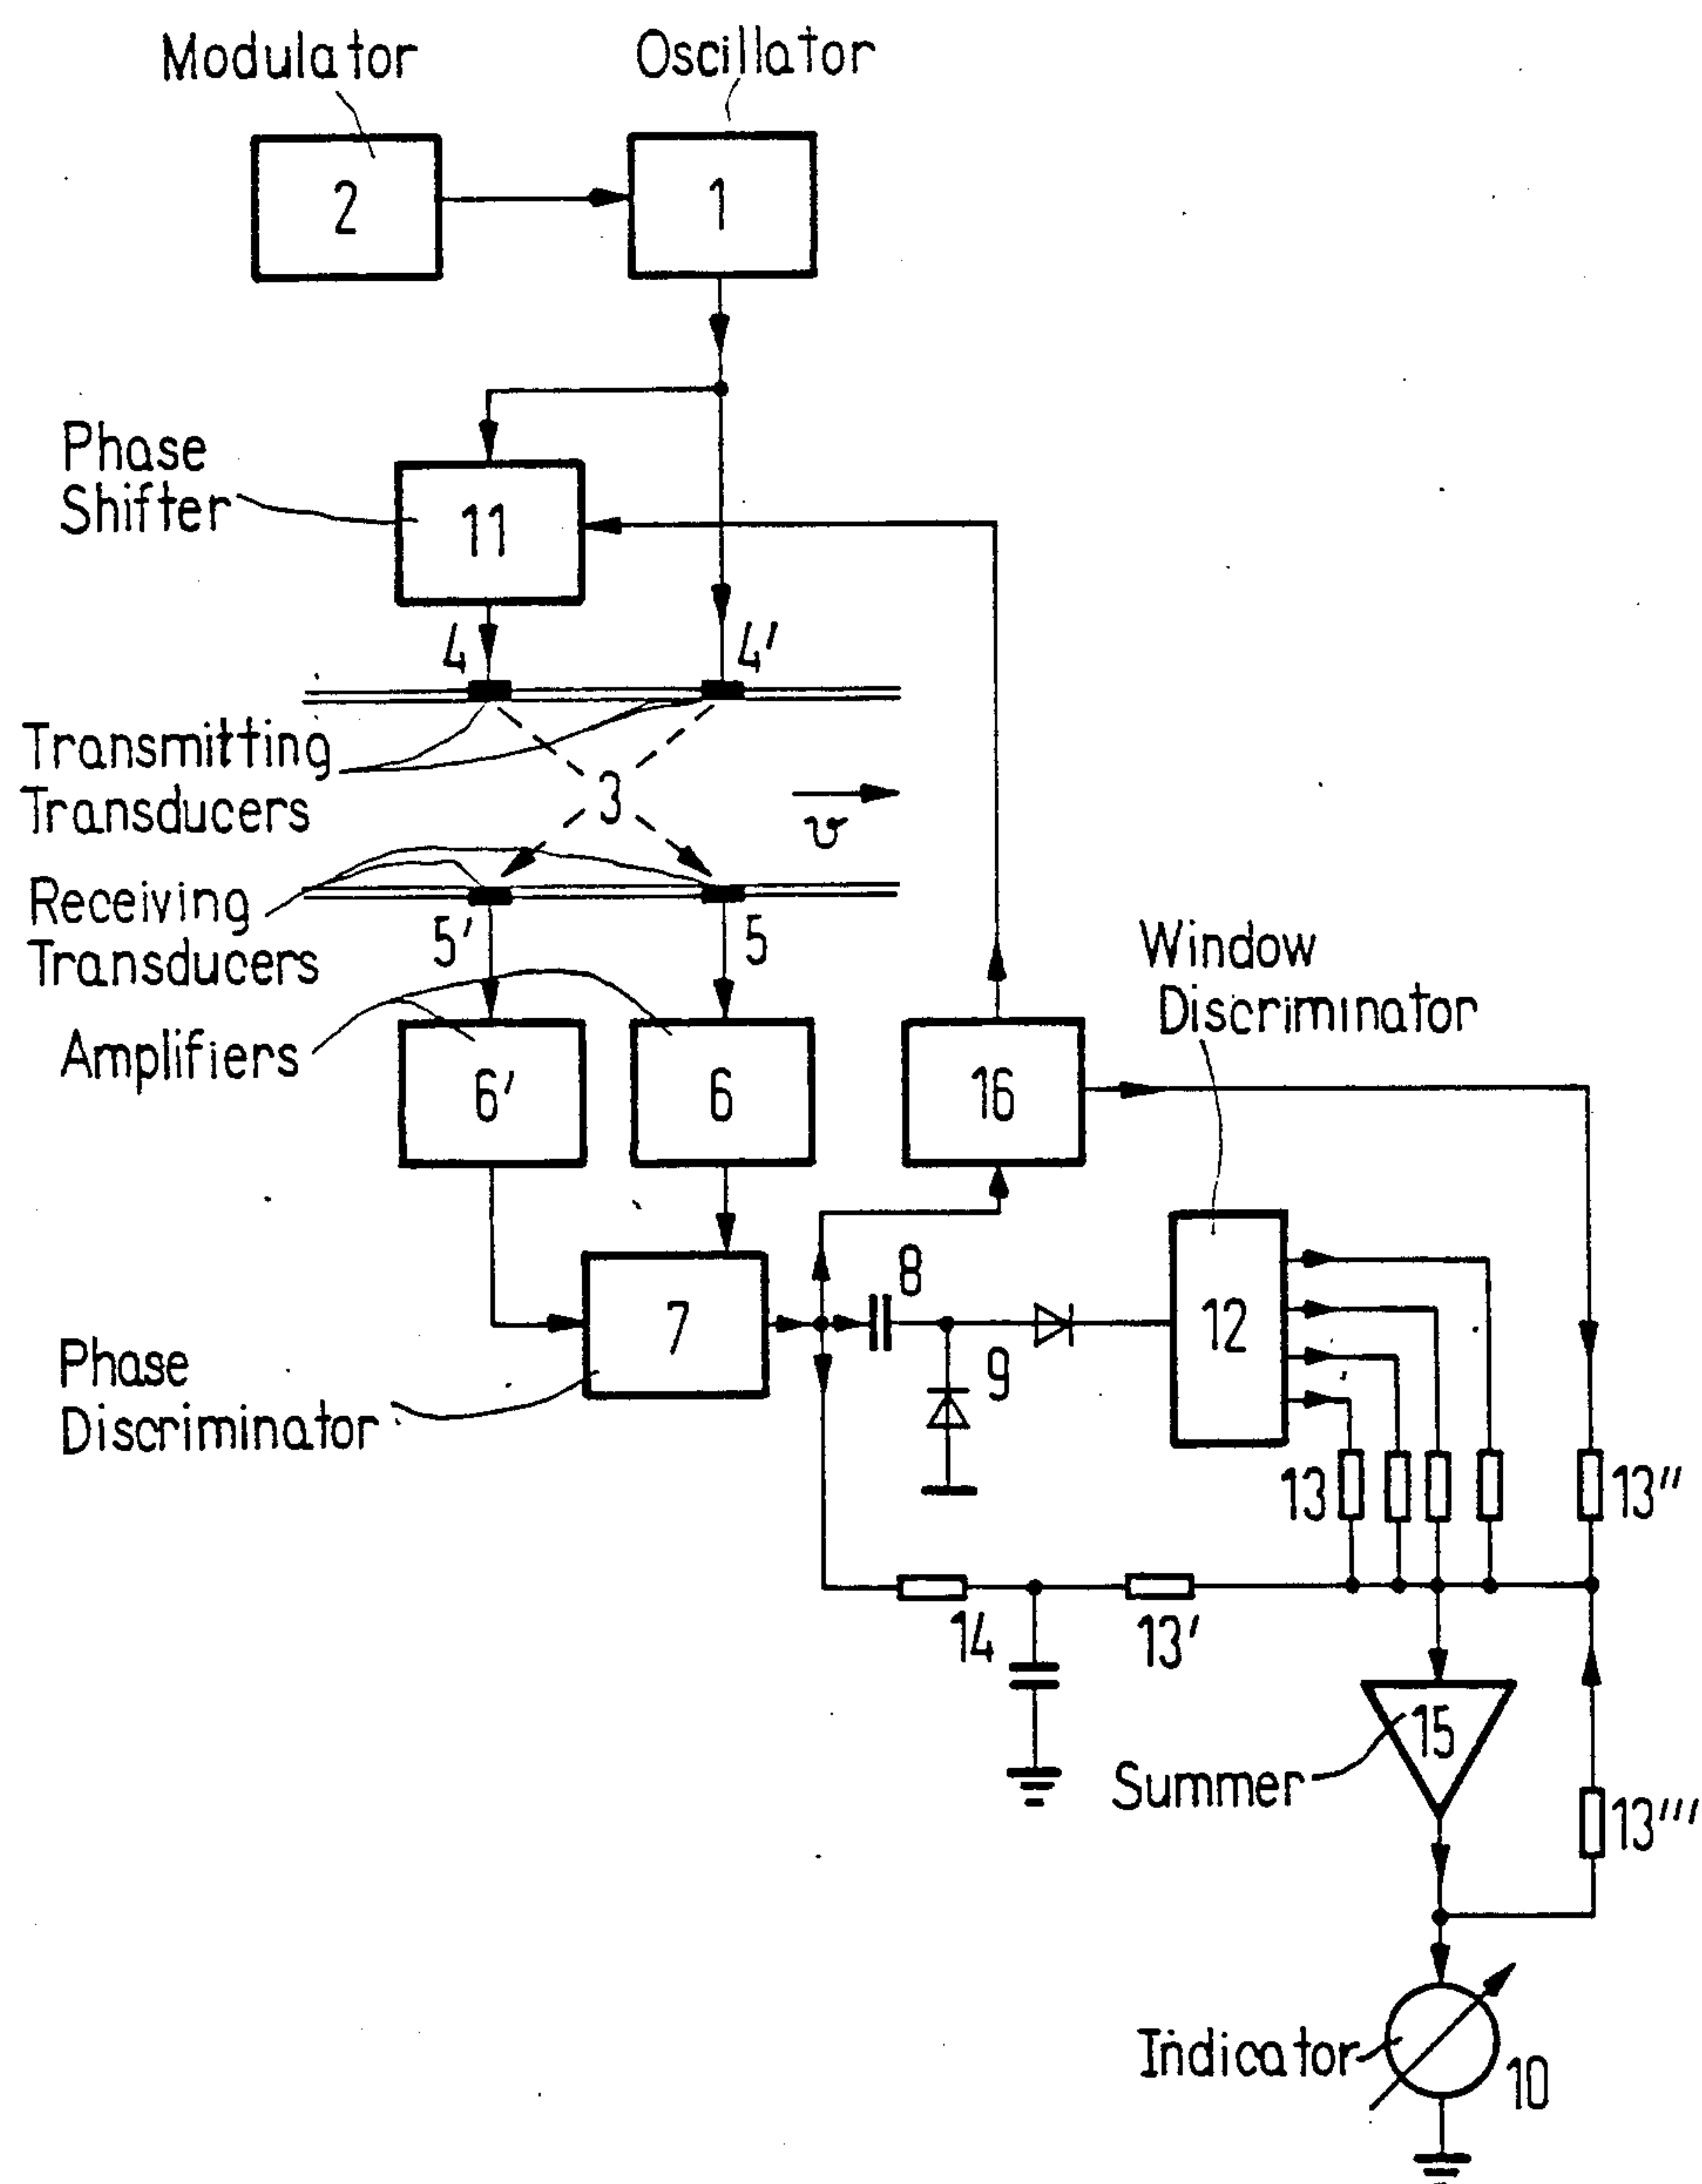 Modulator
Oscillator
2
1
Phase
Shifter
11
4
4'
Transmitting
Transducers
3
v
Receiving
Transducers
5'
5
Window
Discriminator
Amplifiers
6'
6
16
8
12
7
9
Phase
Discriminator
13
13''
14
13'
15
Summer
13'''
Indicator
10